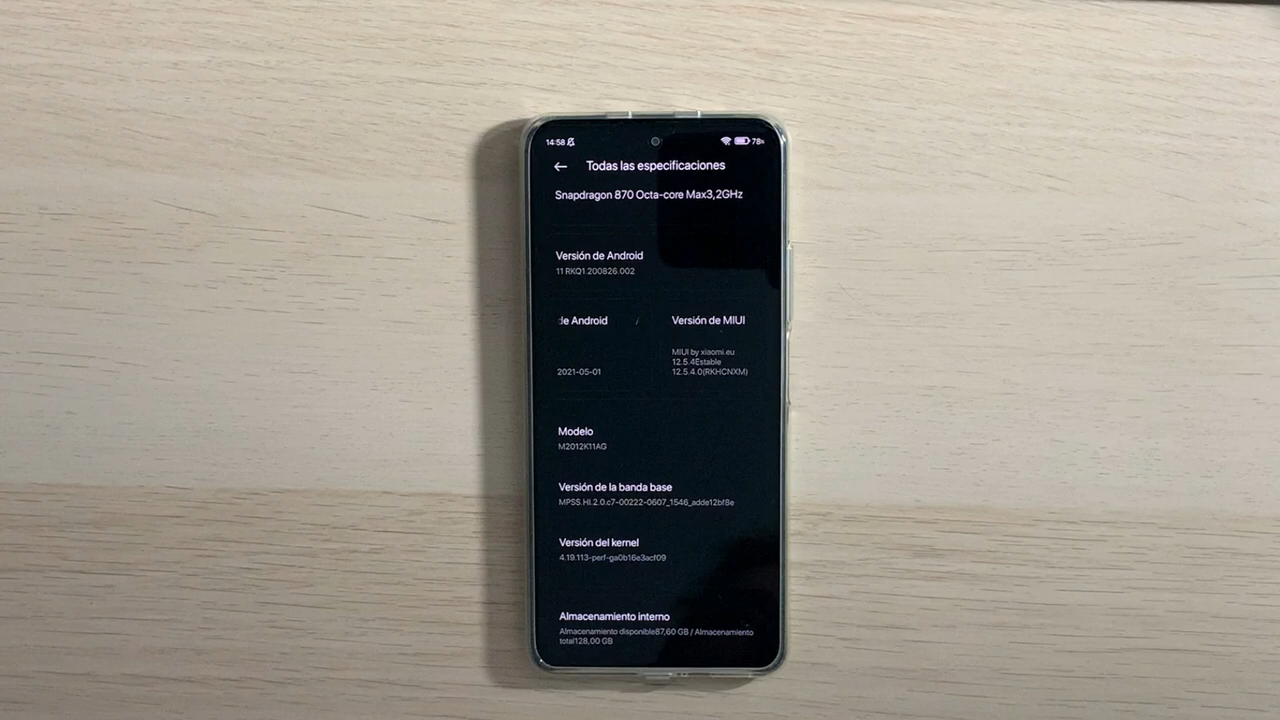 14:58
78%
Todas las especificaciones
Snapdragon 870 Octa-core Max3,2GHz
Versión de Android
11 RKQ1.200826.002
de Android /
Versión de MIUI
2021-05-01
MIUI by xiaomi.eu
12.5.4Estable
12.5.4.0(RKHCNXM)
Modelo
M2012K11AG
Versión de la banda base
MPSS.HI.2.0.c7-00222-0607_1546_adde12bf8e
Versión del kernel
4.19.113-perf-ga0b16e3acf09
Almacenamiento interno
Almacenamiento disponible87,60 GB / Almacenamiento
total128,00 GB